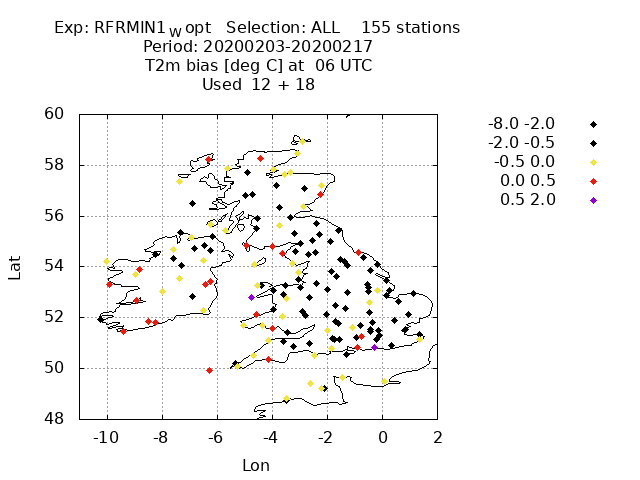 Exp: RFRMIN1_W opt Selection: ALL 155 stations
Period: 20200203-20200217
T2m bias [deg C] at 06 UTC
Used 12 + 18
-8.0 -2.0
-2.0 -0.5
-0.5 0.0
0.0 0.5
0.5 2.0
60
58
56
54
52
50
48
Lat
-10 -8 -6 -4 -2 0 2
Lon